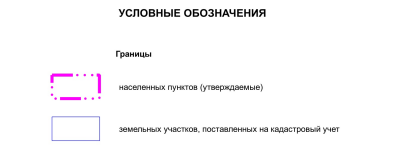 УСЛОВНЫЕ ОБОЗНАЧЕНИЯ
Границы
населенных пунктов (утверждаемые)
земельных участков, поставленных на кадастровый учет